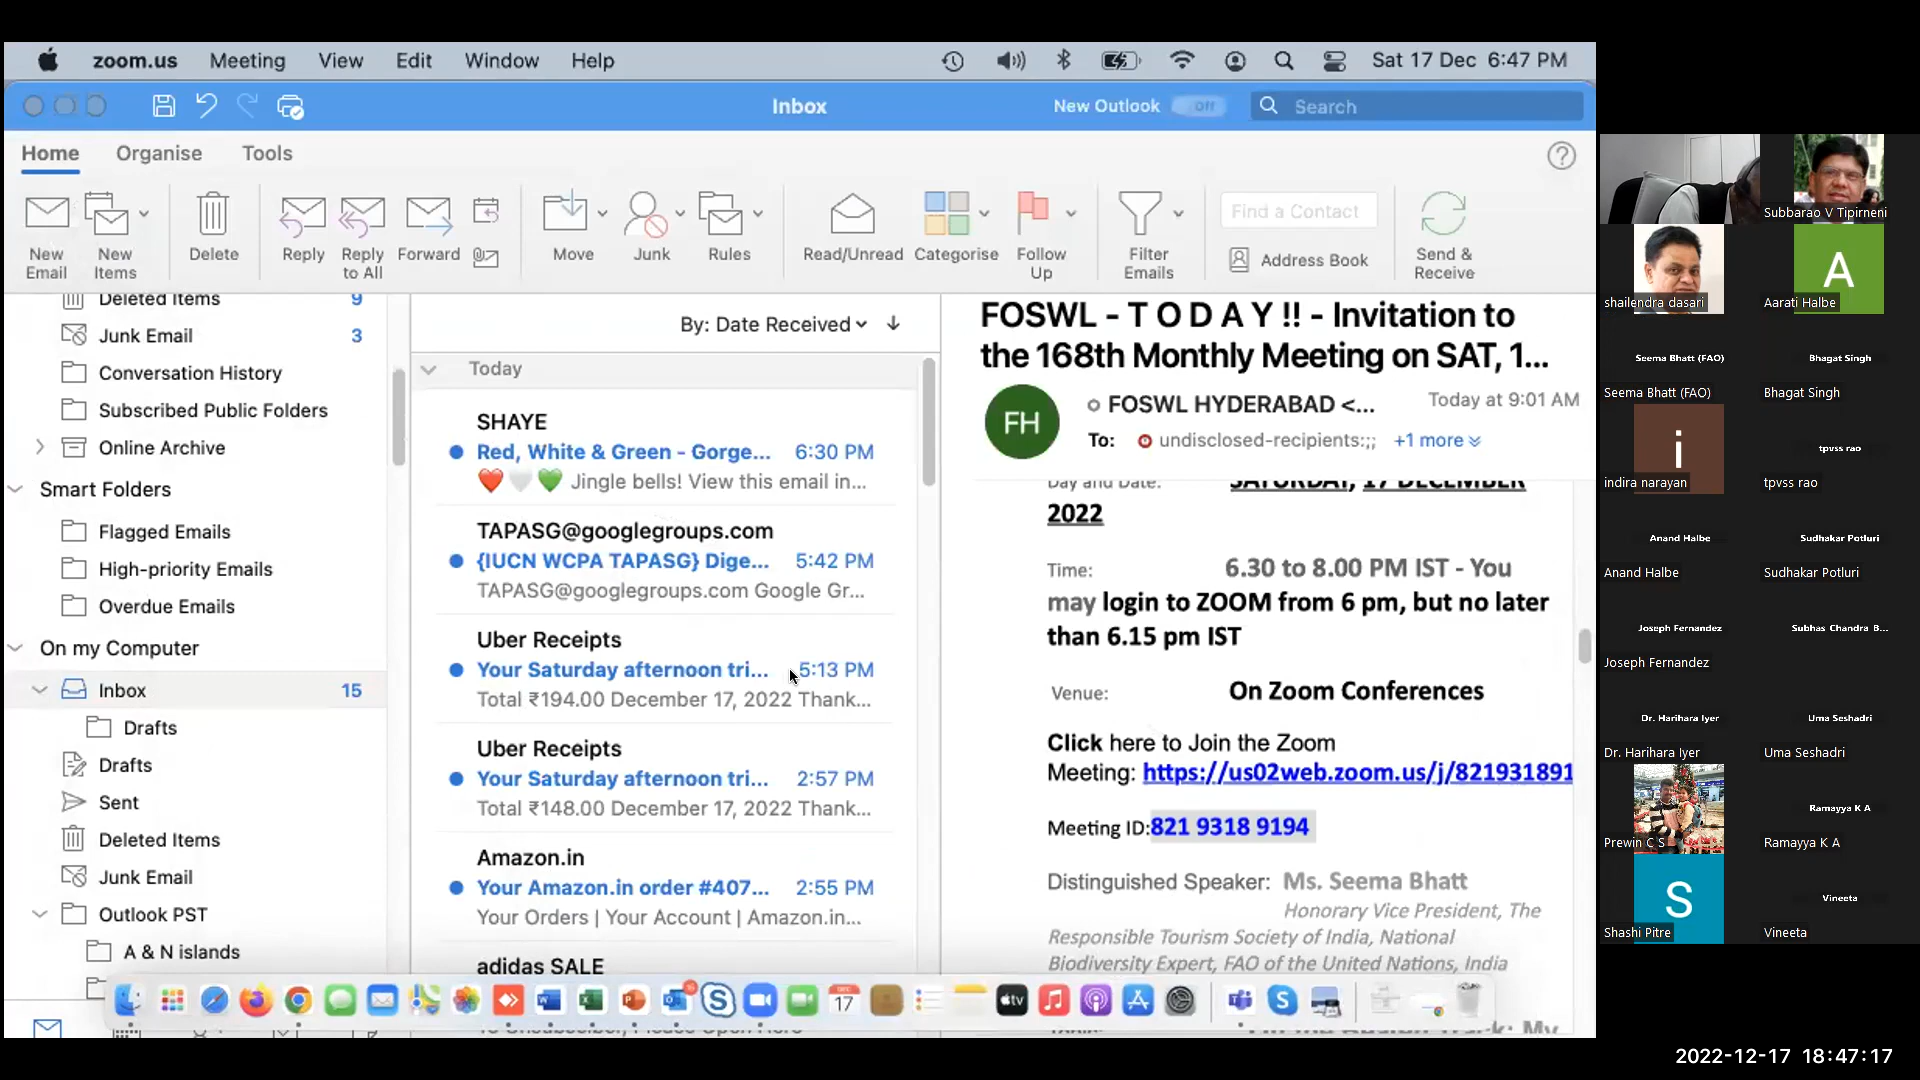 zoom.us Meeting View Edit Window Help Sat 17 Dec 6:47 PM
Inbox New Outlook Off Search
Home Organise Tools
New Email
New Items
Delete
Reply
Reply to All
Forward
Move
Junk
Rules
Read/Unread
Categorise
Follow Up
Filter Emails
Find a Contact
Address Book
Send & Receive
Deleted Items 9
Junk Email 3
Conversation History
Subscribed Public Folders
Online Archive
Smart Folders
Flagged Emails
High-priority Emails
Overdue Emails
On my Computer
Inbox 15
Drafts
Drafts
Sent
Deleted Items
Junk Email
Outlook PST
A & N islands
By: Date Received
Today
SHAYE
Red, White & Green - Gorge... 6:30 PM
❤️🤍💚 Jingle bells! View this email in...
TAPASG@googlegroups.com
{IUCN WCPA TAPASG} Dige... 5:42 PM
TAPASG@googlegroups.com Google Gr...
Uber Receipts
Your Saturday afternoon tri... 5:13 PM
Total ₹194.00 December 17, 2022 Thank...
Uber Receipts
Your Saturday afternoon tri... 2:57 PM
Total ₹148.00 December 17, 2022 Thank...
Amazon.in
Your Amazon.in order #407... 2:55 PM
Your Orders | Your Account | Amazon.in...
adidas SALE
FOSWL - T O D A Y !! - Invitation to
the 168th Monthly Meeting on SAT, 1...
FH
FOSWL HYDERABAD <... Today at 9:01 AM
To: undisclosed-recipients:;; +1 more
Day and Date: SATURDAY, 17 DECEMBER
2022
Time: 6.30 to 8.00 PM IST - You
may login to ZOOM from 6 pm, but no later
than 6.15 pm IST
Venue: On Zoom Conferences
Click here to Join the Zoom
Meeting: https://us02web.zoom.us/j/821931891
Meeting ID:821 9318 9194
Distinguished Speaker: Ms. Seema Bhatt
Honorary Vice President, The
Responsible Tourism Society of India, National
Biodiversity Expert, FAO of the United Nations, India
DEC
17
tv
Subbarao V Tipirneni
shailendra dasari
A
Aarati Halbe
Seema Bhatt (FAO)
Seema Bhatt (FAO)
Bhagat Singh
Bhagat Singh
i
indira narayan
tpvss rao
tpvss rao
Anand Halbe
Anand Halbe
Sudhakar Potluri
Sudhakar Potluri
Joseph Fernandez
Joseph Fernandez
Subhas Chandra B...
Dr. Harihara Iyer
Dr. Harihara Iyer
Uma Seshadri
Uma Seshadri
Prewin C S
Ramayya K A
Ramayya K A
S
Shashi Pitre
Vineeta
Vineeta
2022-12-17 18:47:17